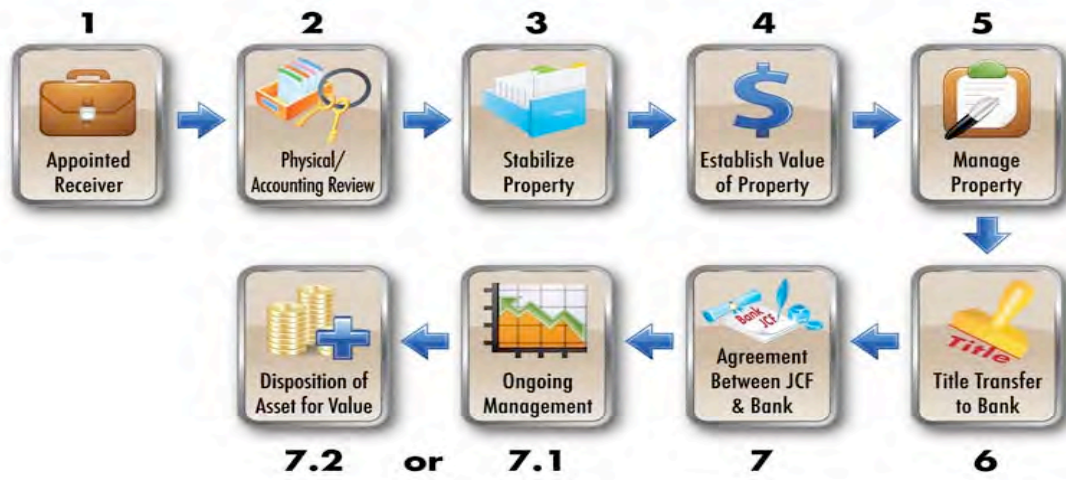 1
2
3
4
5
Appointed
Receiver
Physical/
Accounting Review
Stabilize
Property
Establish Value
of Property
Manage
Property
Title
Title Transfer
to Bank
Bank
JCF
Agreement
Between JCF
& Bank
Ongoing
Management
Disposition of
Asset for Value
7.2 or 7.1 7 6